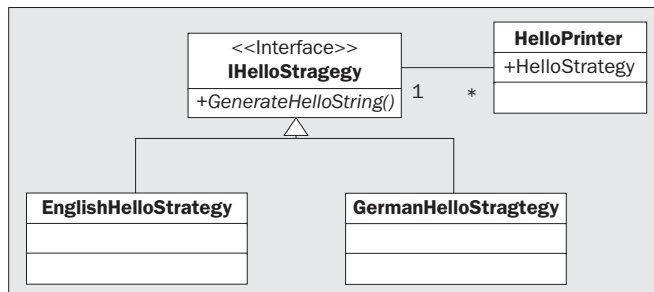 <<Interface>>
IHelloStragegy
+GenerateHelloString()
HelloPrinter
+HelloStrategy
1
*
EnglishHelloStrategy
GermanHelloStragtegy